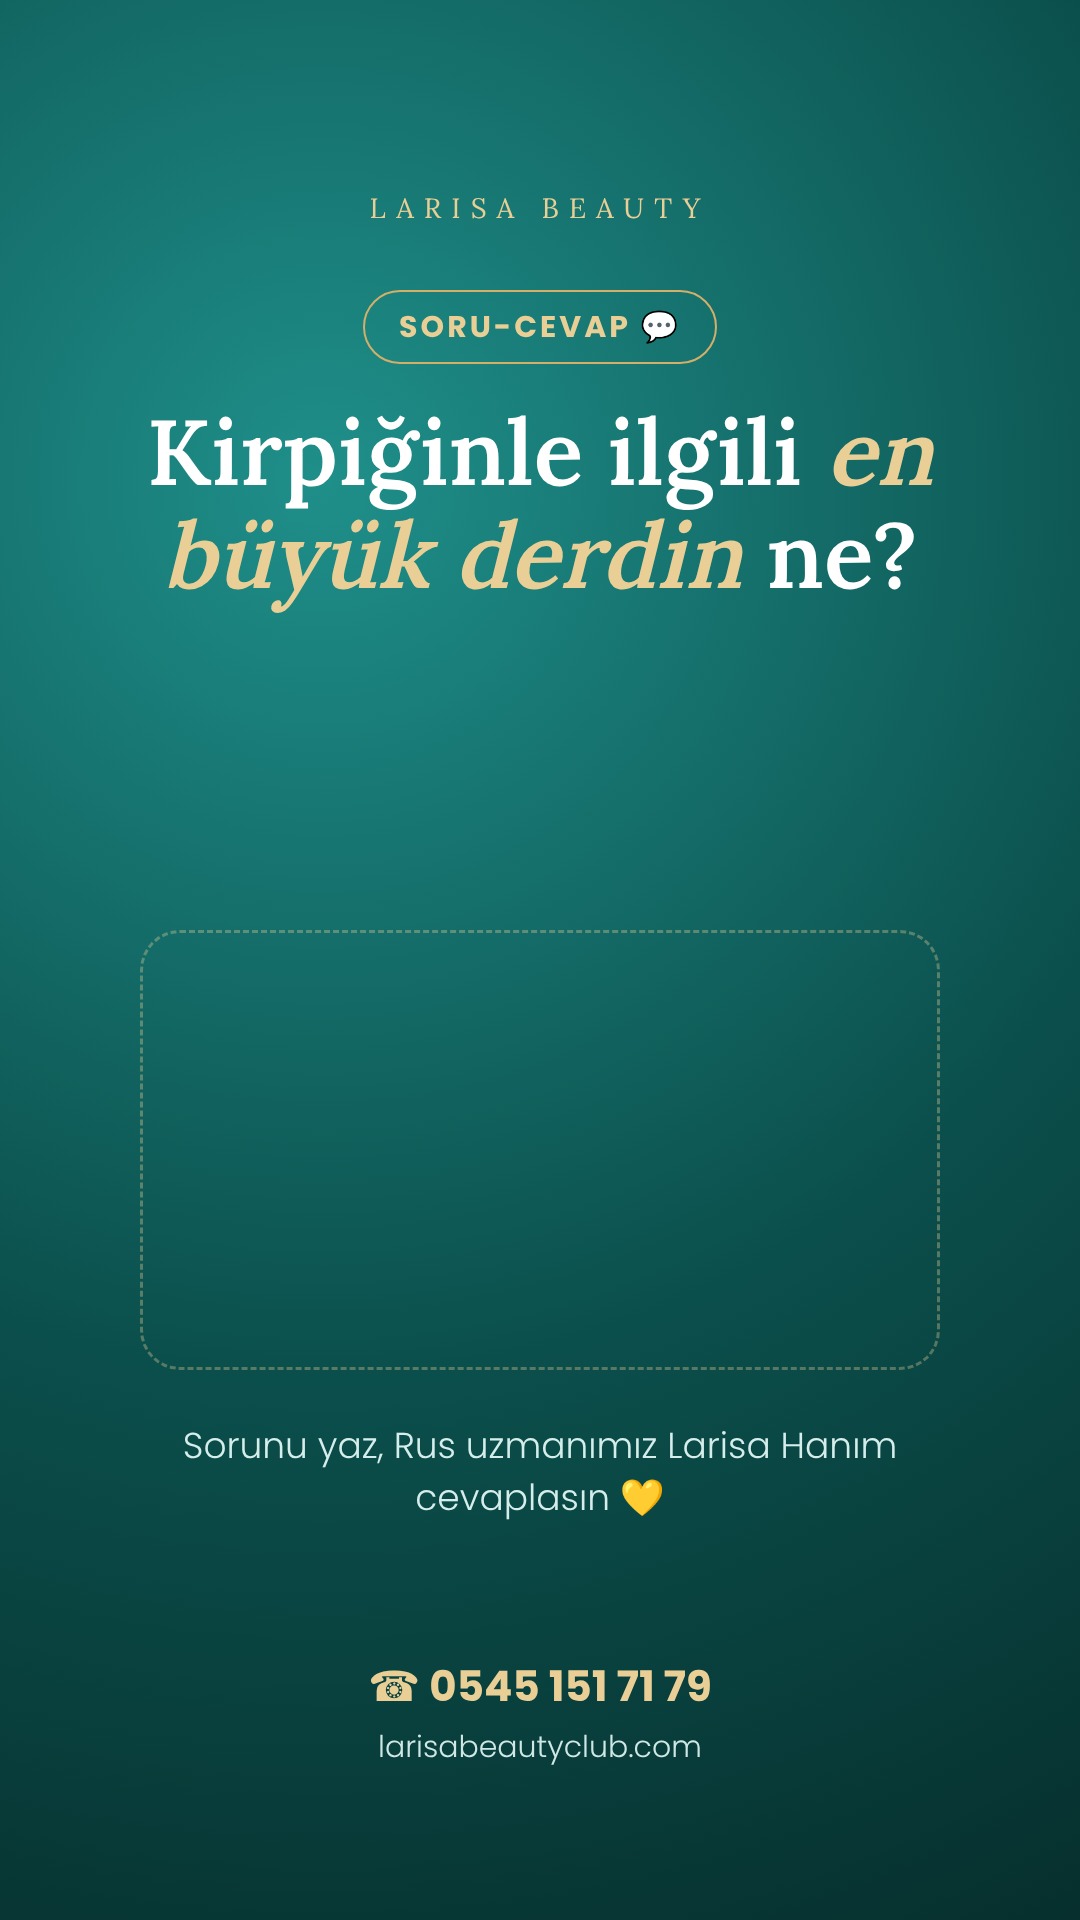 LARISA BEAUTY
SORU-CEVAP 💬
Kirpiğinle ilgili en
büyük derdin ne?
Sorunu yaz, Rus uzmanımız Larisa Hanım
cevaplasın 💛
☎ 0545 151 71 79
larisabeautyclub.com